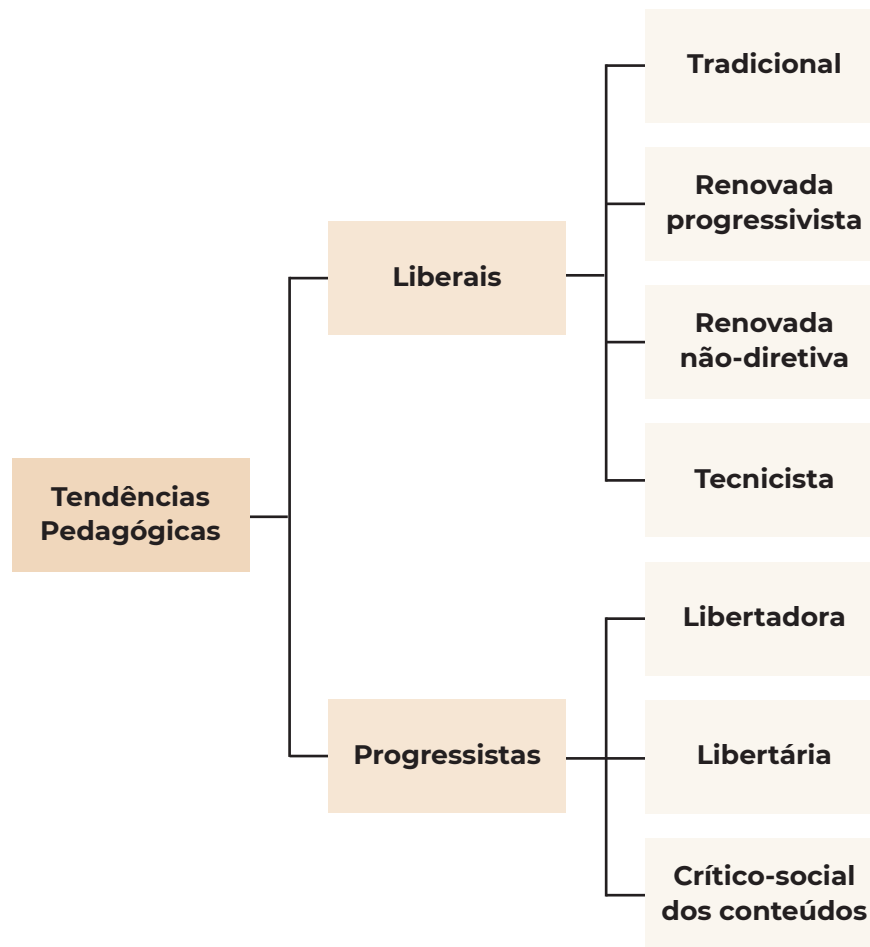 Tendências
Pedagógicas
Liberais
Tradicional
Renovada
progressivista
Renovada
não-diretiva
Tecnicista
Progressistas
Libertadora
Libertária
Crítico-social
dos conteúdos